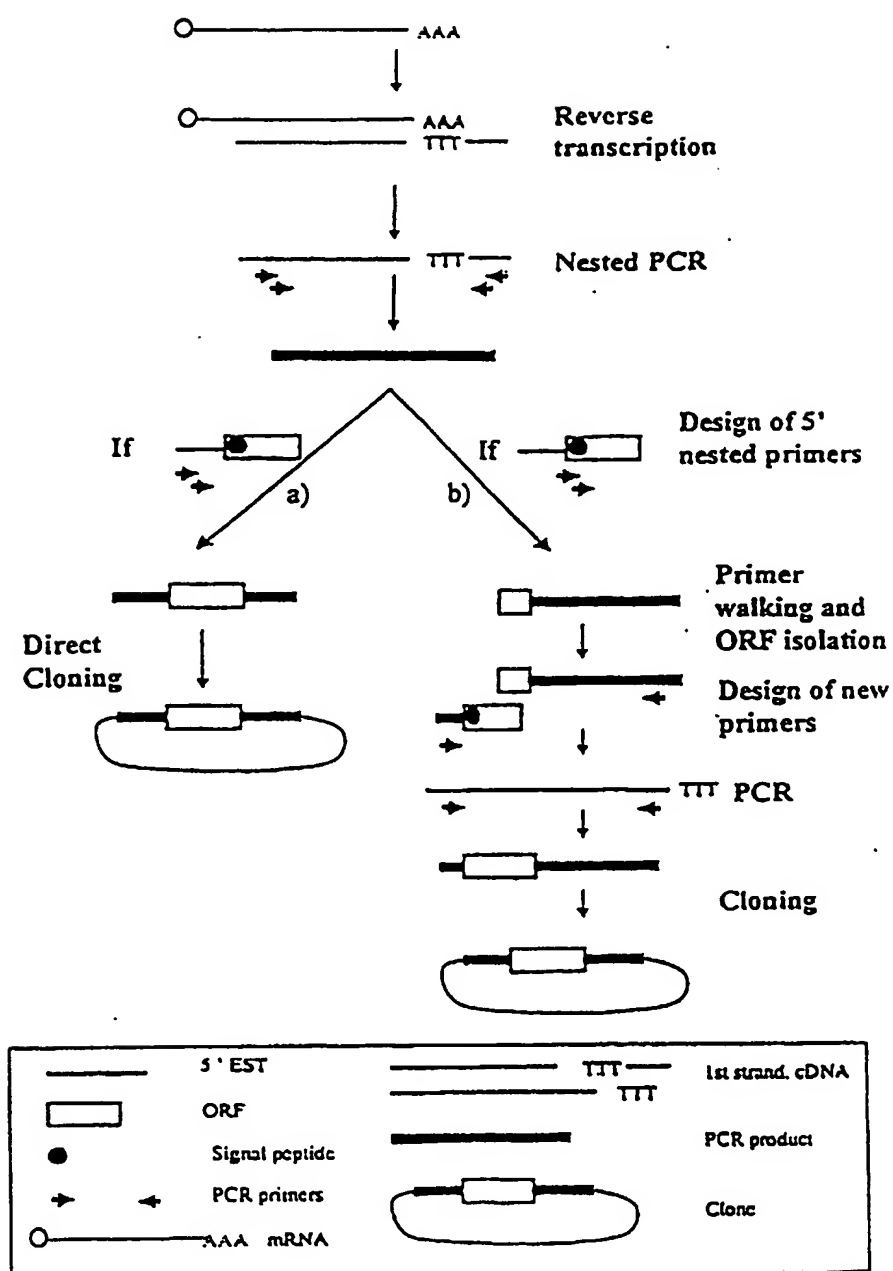 AAA
AAA
TTT
Reverse
transcription
TTT
Nested PCR
If
If
Design of 5'
nested primers
a)
b)
Primer
walking and
ORF isolation
Direct
Cloning
Design of new
primers
TTT PCR
Cloning
5' EST
TTT
1st strand. cDNA
TTT
ORF
Signal peptide
PCR product
PCR primers
Clone
AAA mRNA